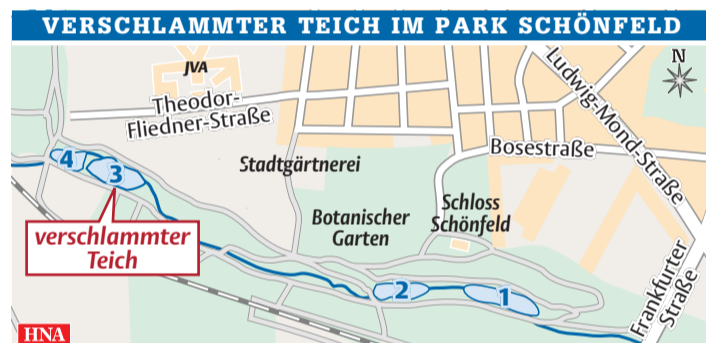 VERSCHLAMMTER TEICH IM PARK SCHÖNFELD
N
JVA
Theodor-
Fliedner-Straße
Ludwig-Mond-Straße
Bosestraße
Stadtgärtnerei
4
3
Botanischer
Garten
Schloss
Schönfeld
verschlammter
Teich
2
1
Frankfurter
Straße
HNA